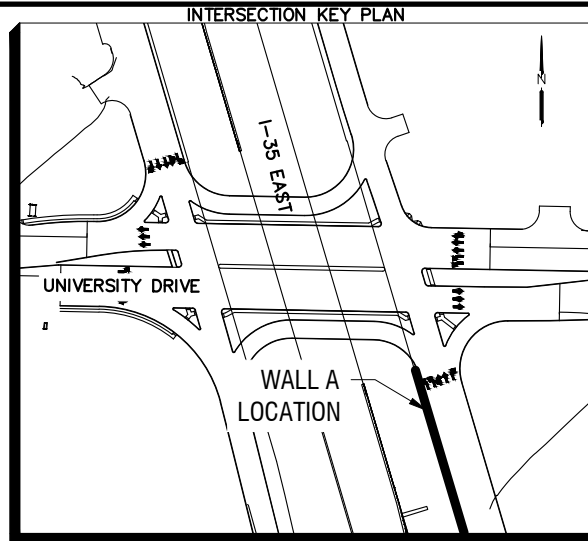 INTERSECTION KEY PLAN
N
I-35 EAST
UNIVERSITY DRIVE
WALL A
LOCATION